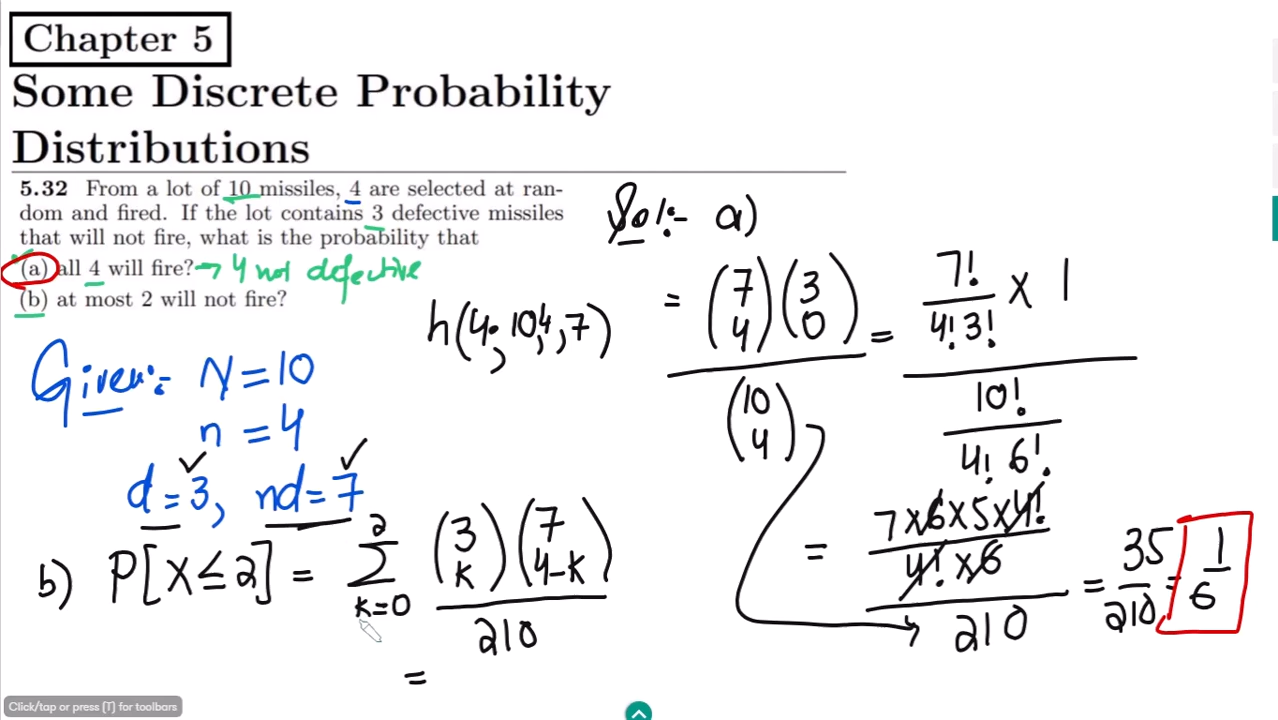 Chapter 5
Some Discrete Probability
Distributions
5.32 From a lot of 10 missiles, 4 are selected at ran-
dom and fired. If the lot contains 3 defective missiles
that will not fire, what is the probability that
(a) all 4 will fire? → 4 not defective
(b) at most 2 will not fire?
Given:- N = 10
n = 4
d = 3, nd = 7
Sol:- a)
h(4; 10, 4, 7)
= (7 4)(3 0) / (10 4) = 7!/4! 3! × 1 / 10!/4! 6!
= 7×6×5×4!/4!×6 / 210 = 35/210 = 1/6
b) P[X ≤ 2] = 2 Σ k=0 (3 k)(7 4-k) / 210
=
Click/tap or press [T] for toolbars